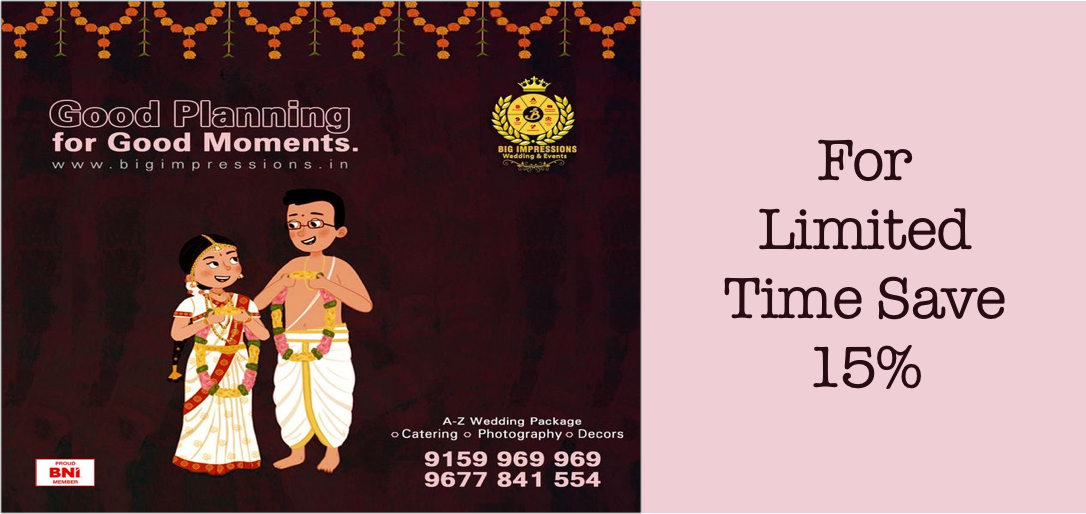 Good Planning
for Good Moments.
www.bigimpressions.in
BIG IMPRESSIONS
Wedding & Events
A-Z Wedding Package
Catering Photography Decors
9159 969 969
9677 841 554
PROUD
BNI
MEMBER
For
Limited
Time Save
15%